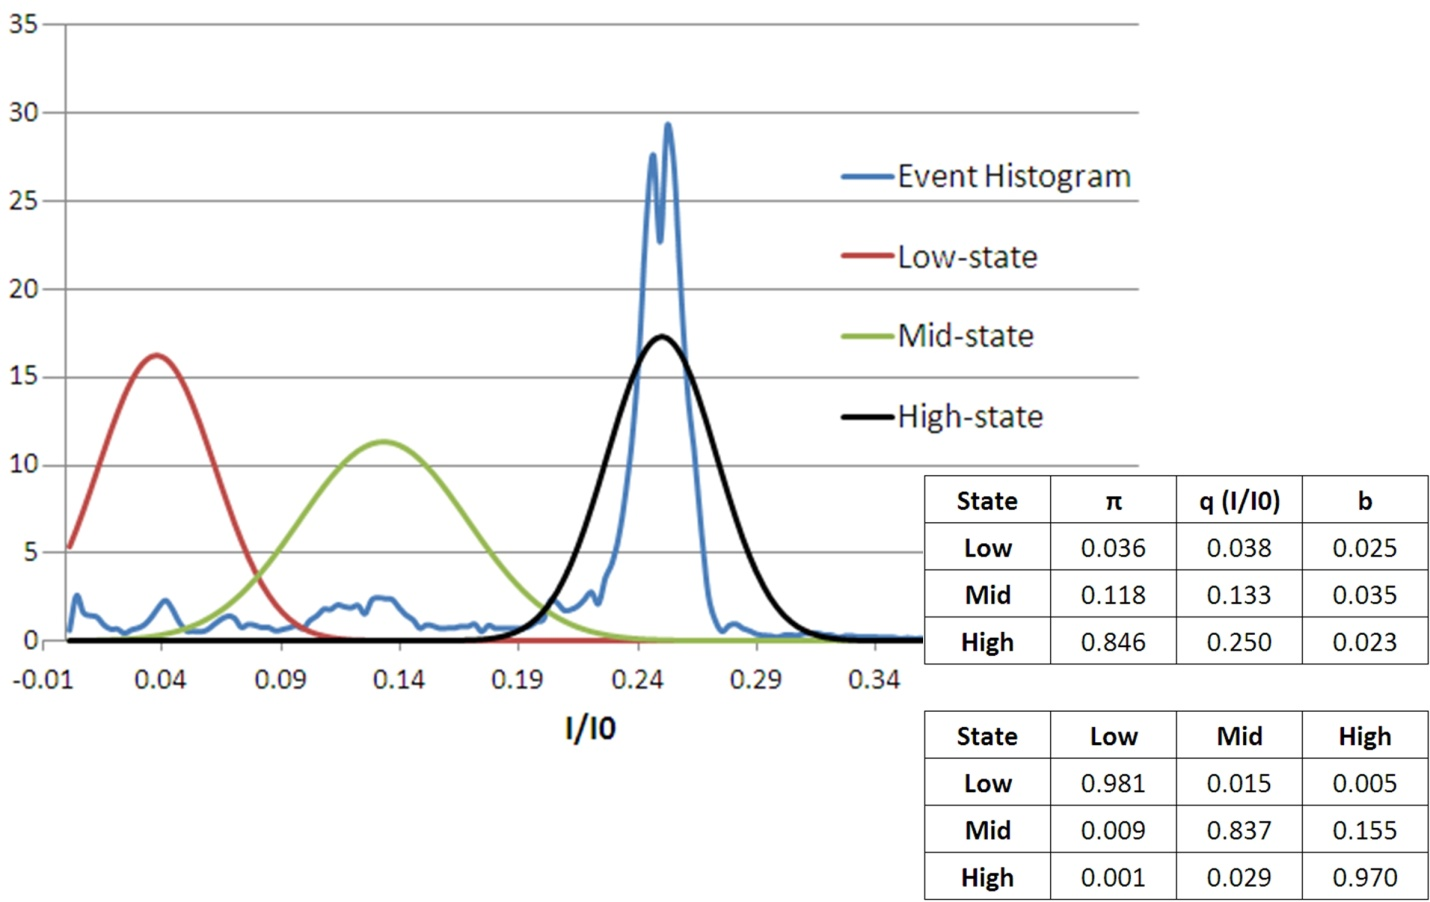 35
30
25
20
15
10
5
0
-0.01 0.04 0.09 0.14 0.19 0.24 0.29 0.34
I/I0
Event Histogram
Low-state
Mid-state
High-state
State π q (I/I0) b
Low 0.036 0.038 0.025
Mid 0.118 0.133 0.035
High 0.846 0.250 0.023
State Low Mid High
Low 0.981 0.015 0.005
Mid 0.009 0.837 0.155
High 0.001 0.029 0.970